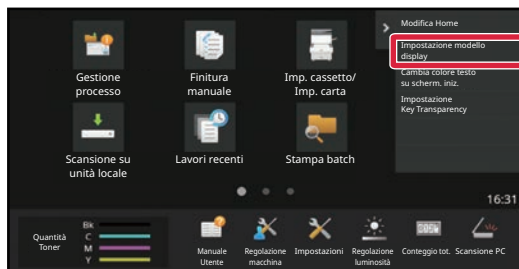 Modifica Home
Impostazione modello
display
Cambia colore testo
su scherm. iniz.
Impostazione
Key Transparency
Gestione
processo
Finitura
manuale
Imp. cassetto/
Imp. carta
Scansione su
unità locale
Lavori recenti
Stampa batch
16:31
Quantità
Toner
Bk
C
M
Y
Manuale
Utente
Regolazione
macchina
Impostazioni
Regolazione
luminosità
Conteggio tot.
Scansione PC